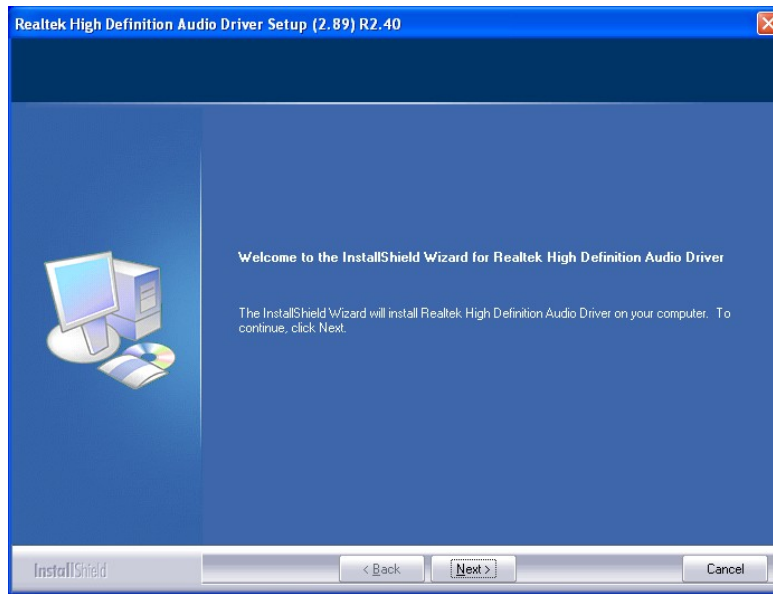 Realtek High Definition Audio Driver Setup (2.89) R2.40
Welcome to the InstallShield Wizard for Realtek High Definition Audio Driver
The InstallShield Wizard will install Realtek High Definition Audio Driver on your computer. To
continue, click Next.
InstallShield
< Back
Next >
Cancel